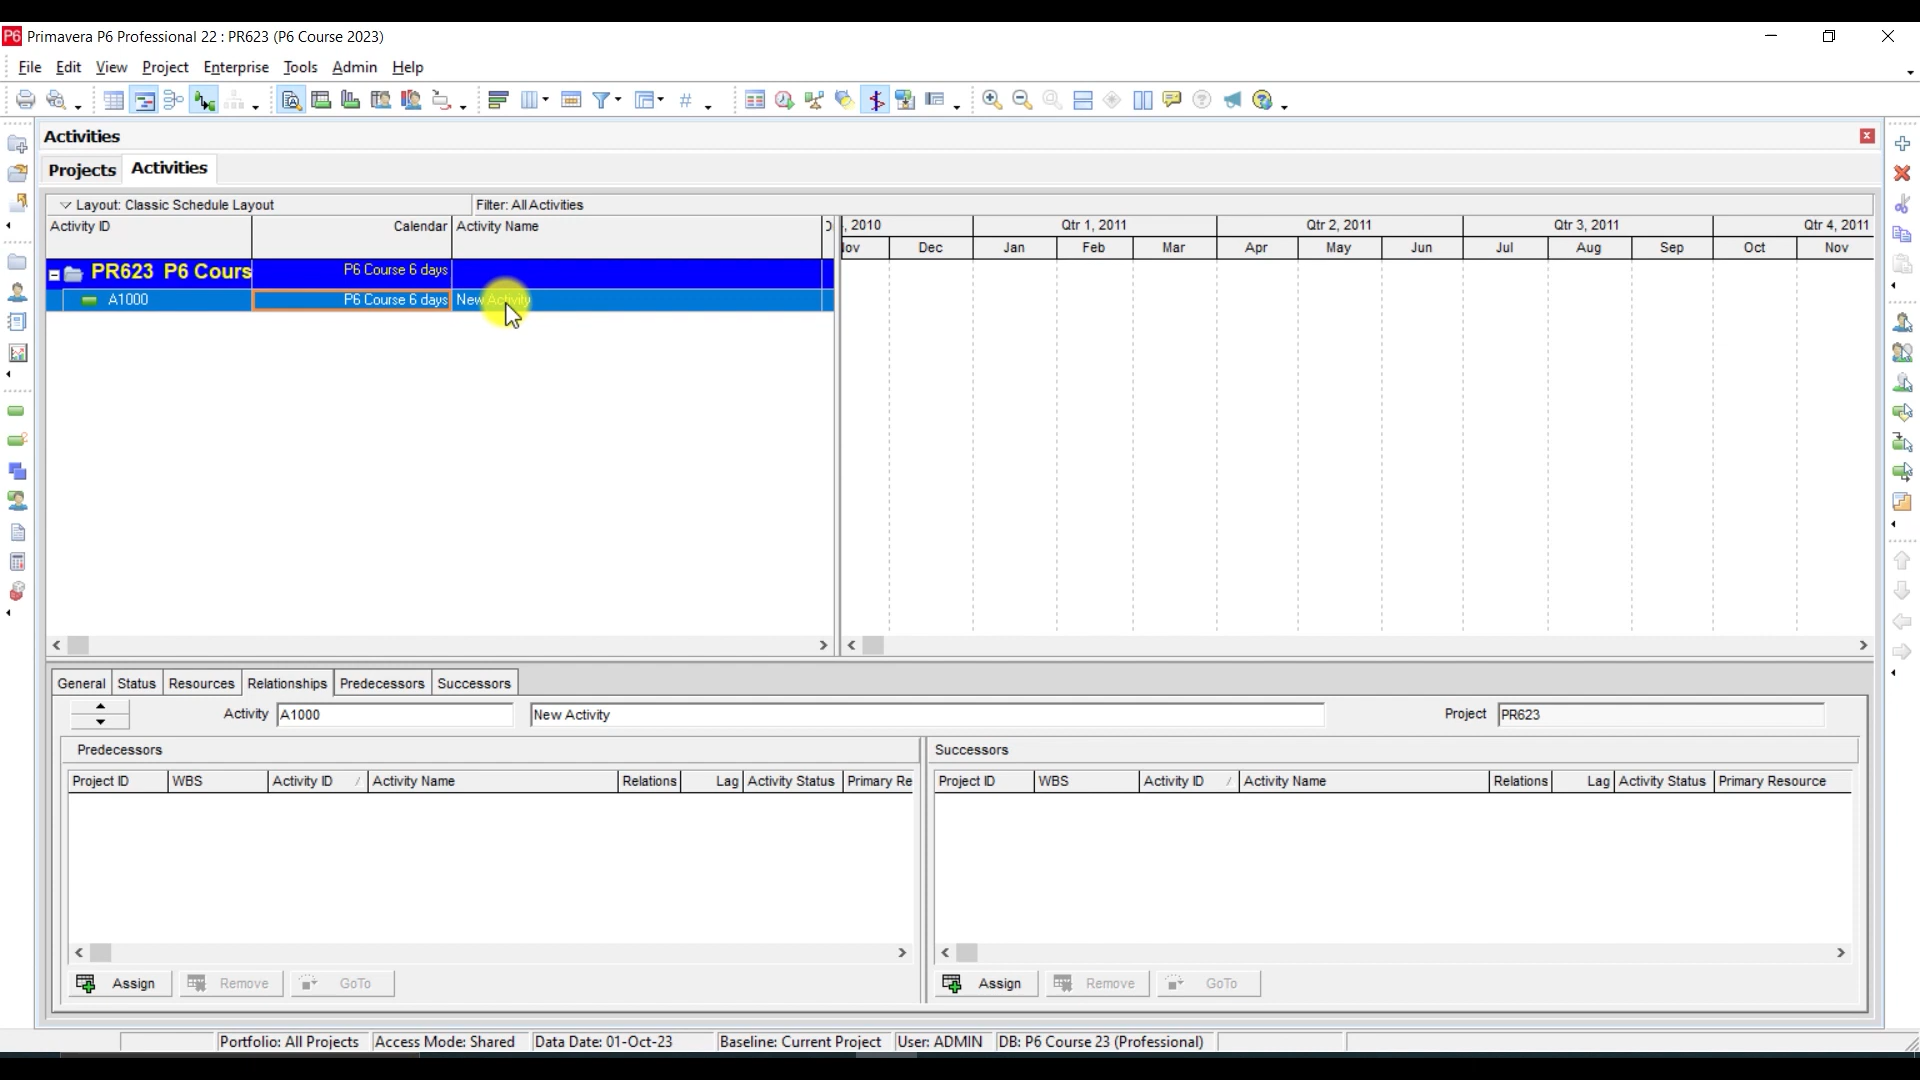 P6 Primavera P6 Professional 22 : PR623 (P6 Course 2023)
File Edit View Project Enterprise Tools Admin Help
Activities
Projects Activities
Layout: Classic Schedule Layout Filter: All Activities
Activity ID Calendar Activity Name
, 2010 Qtr 1, 2011 Qtr 2, 2011 Qtr 3, 2011 Qtr 4, 2011
lov Dec Jan Feb Mar Apr May Jun Jul Aug Sep Oct Nov
PR623 P6 Cours P6 Course 6 days
A1000 P6 Course 6 days New Activity
General Status Resources Relationships Predecessors Successors
Activity A1000 New Activity Project PR623
Predecessors Successors
Project ID WBS Activity ID Activity Name Relations Lag Activity Status Primary Re
Project ID WBS Activity ID Activity Name Relations Lag Activity Status Primary Resource
Assign Remove GoTo Assign Remove GoTo
Portfolio: All Projects Access Mode: Shared Data Date: 01-Oct-23 Baseline: Current Project User: ADMIN DB: P6 Course 23 (Professional)